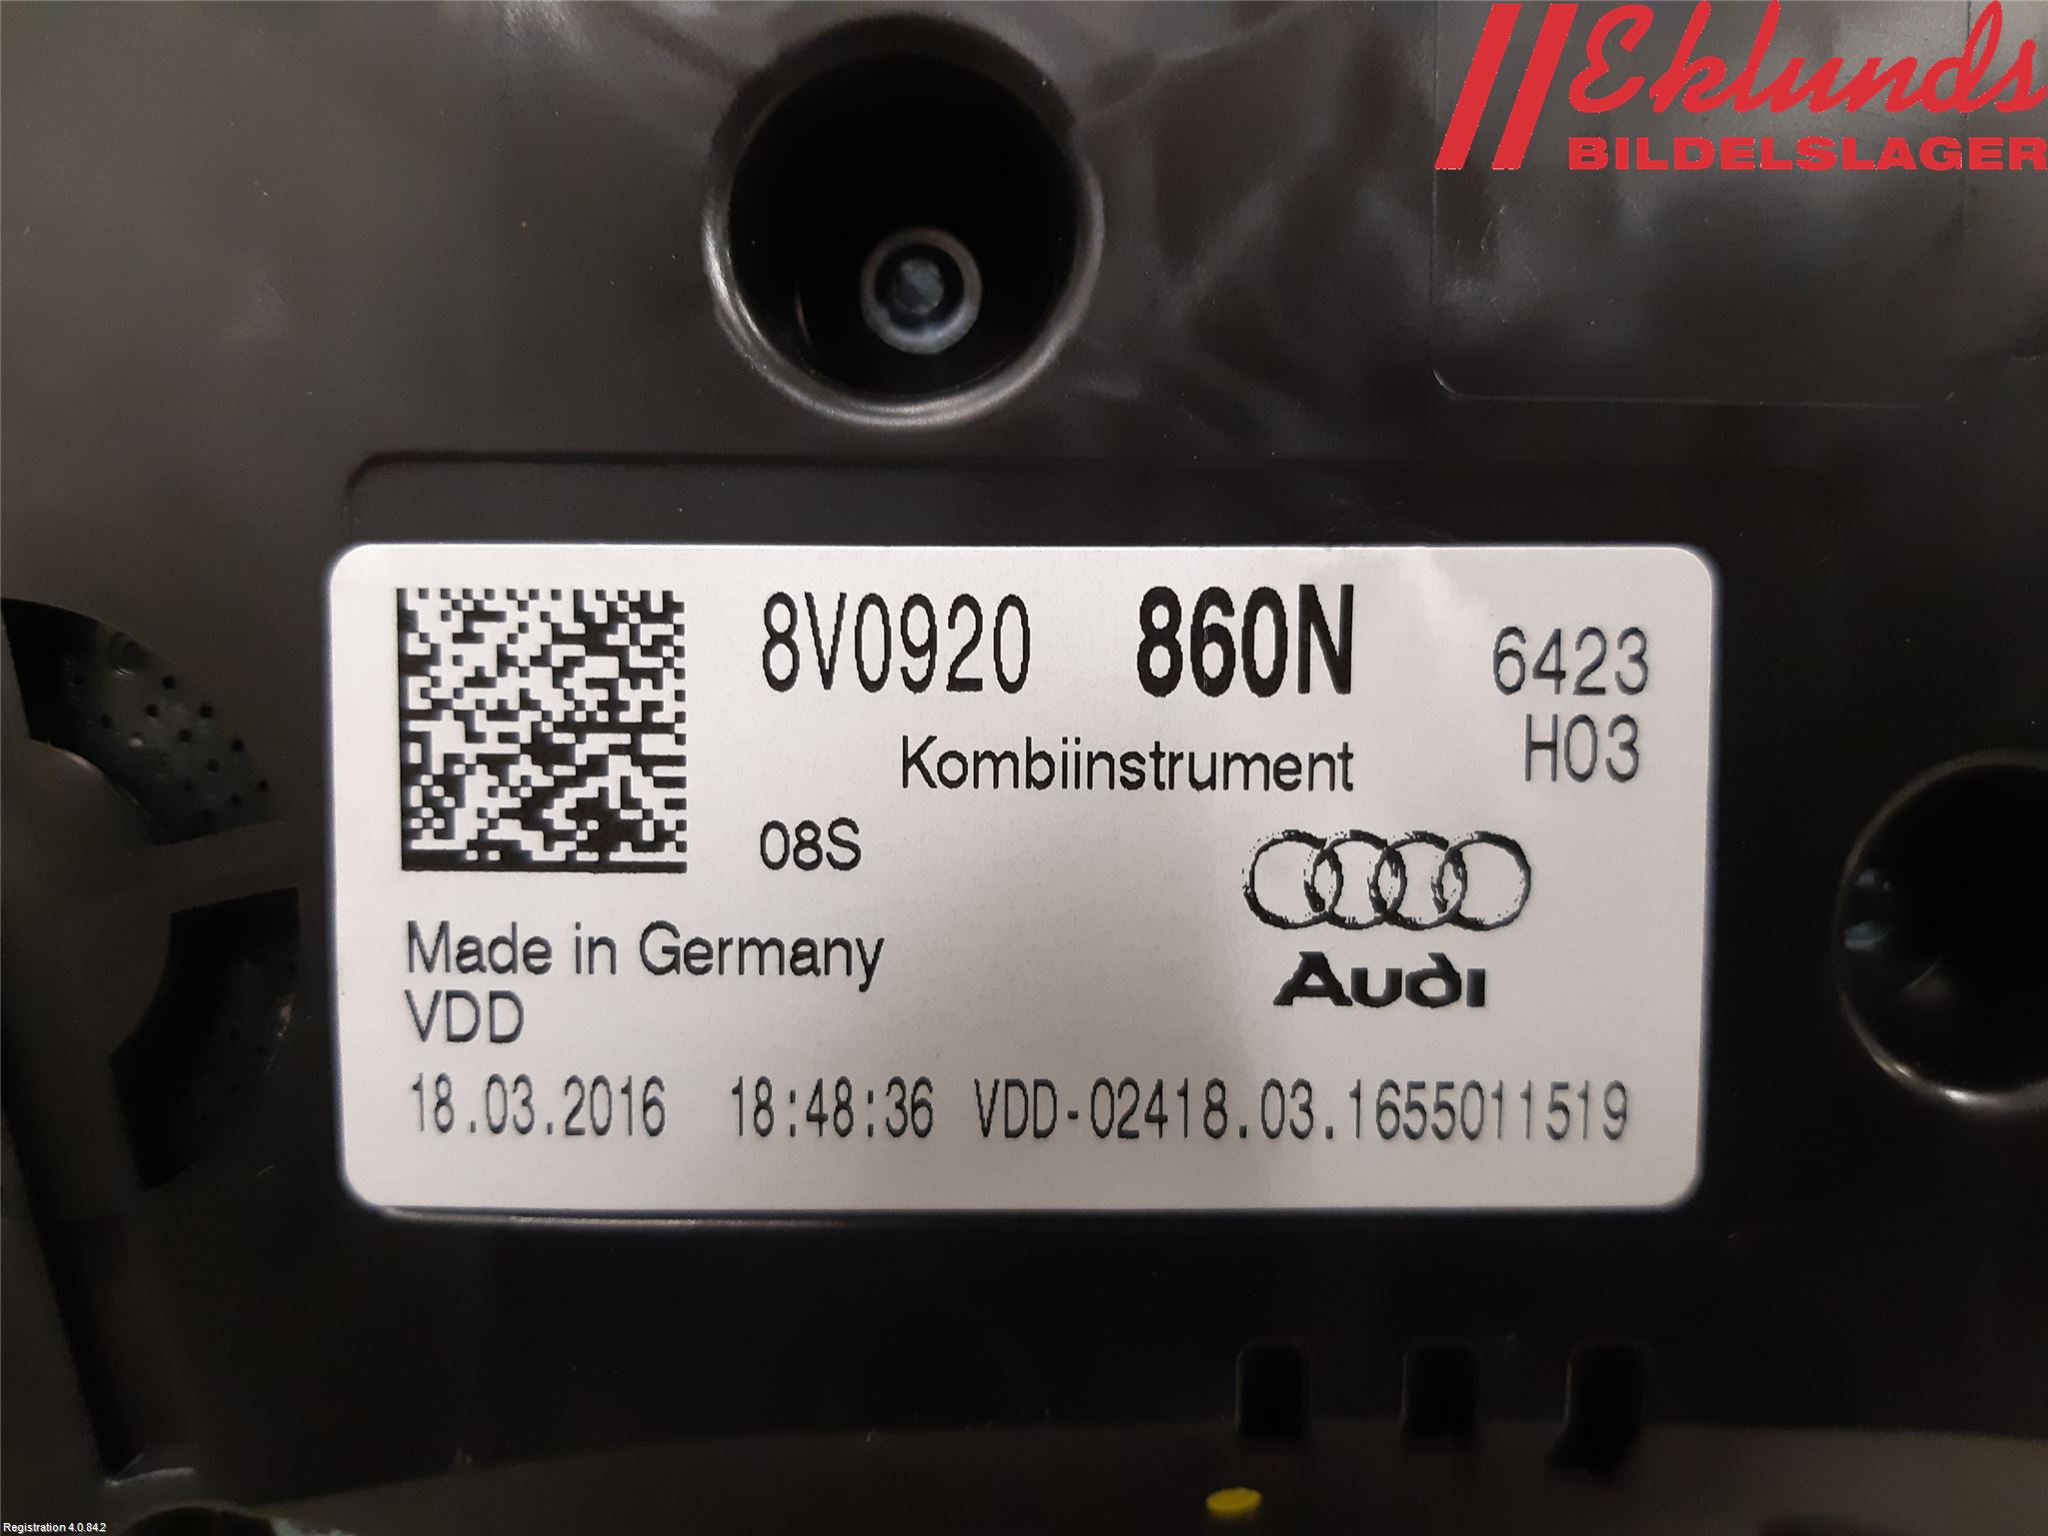 Eklunds
BILDELSLAGER
8V0920 860N 6423
Kombiinstrument H03
08S
Audi
Made in Germany
VDD
18.03.2016 18:48:36 VDD-02418.03.1655011519
Registration 4.0.84.2